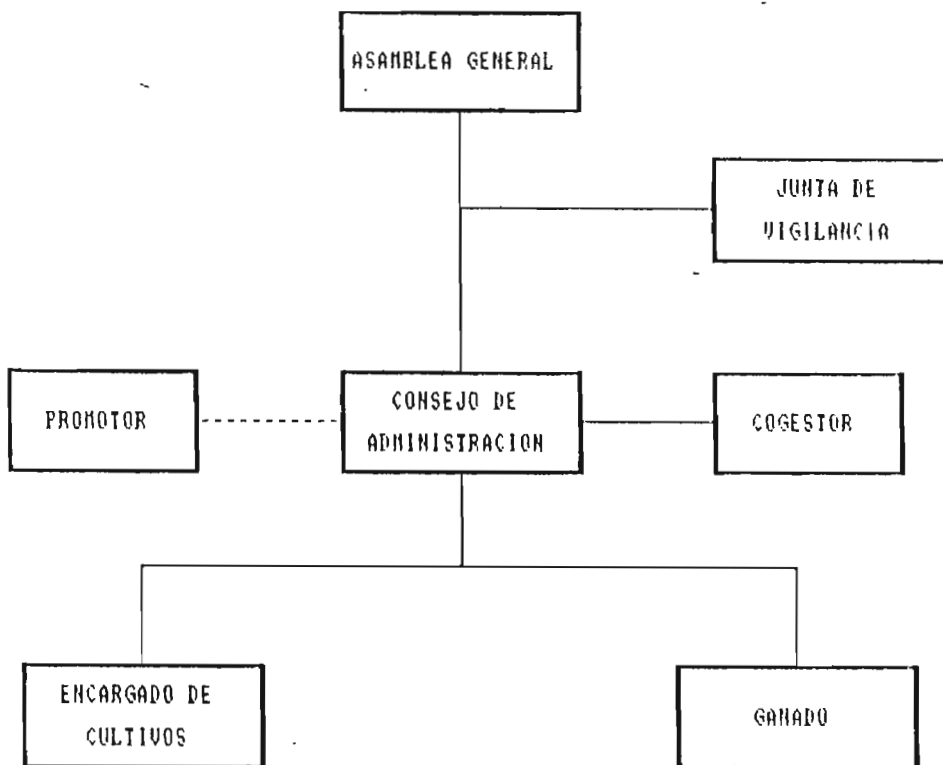 ASAMBLEA GENERAL
JUNTA DE
VIGILANCIA
PROMOTOR
CONSEJO DE
ADMINISTRACION
COGESTOR
ENCARGADO DE
CULTIVOS
GANADO